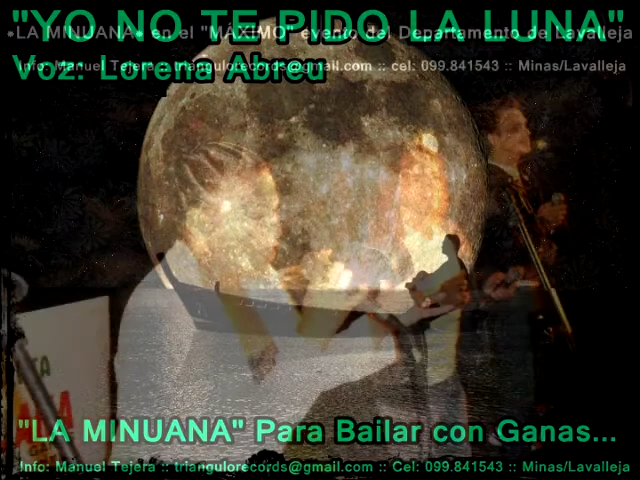 "YO NO TE PIDO LA LUNA"
•LA MINUANA• en el "MÁXIMO" evento del Departamento de Lavalleja
Voz: Lorena Abreu
Info: Manuel Tejera :: triangulorecords@gmail.com :: cel: 099.841543 :: Minas/Lavalleja
"LA MINUANA" Para Bailar con Ganas...
Info: Manuel Tejera :: triangulorecords@gmail.com :: Cel: 099.841543 :: Minas/Lavalleja